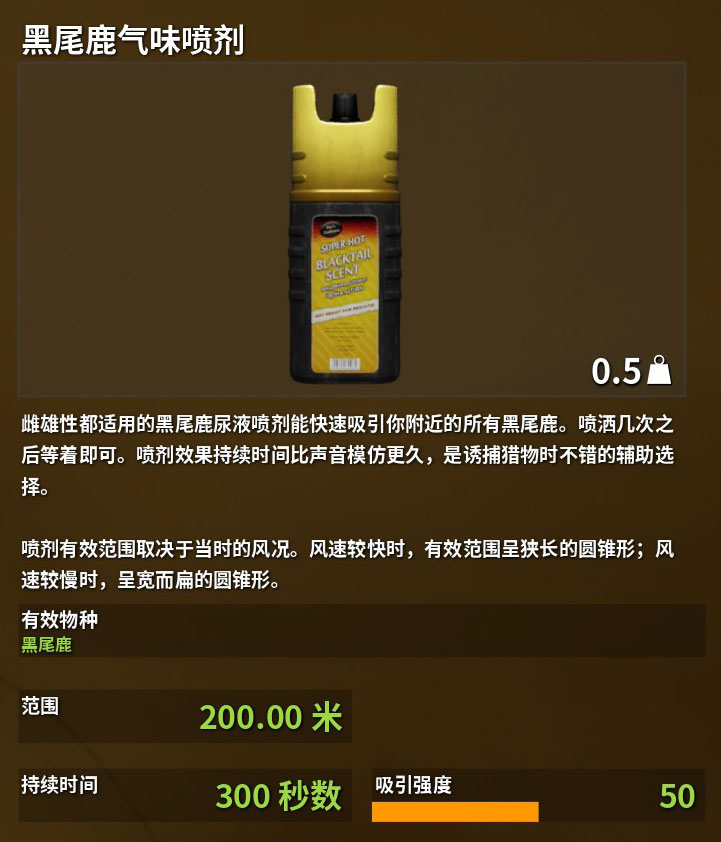 黑尾鹿气味喷剂
SUPER-HOT
BLACKTAIL
SCENT
0.5
雌雄性都适用的黑尾鹿尿液喷剂能快速吸引你附近的所有黑尾鹿。喷洒几次之
后等着即可。喷剂效果持续时间比声音模仿更久，是诱捕猎物时不错的辅助选
择。
喷剂有效范围取决于当时的风况。风速较快时，有效范围呈狭长的圆锥形；风
速较慢时，呈宽而扁的圆锥形。
有效物种
黑尾鹿
范围
200.00 米
持续时间
300 秒数
吸引强度
50